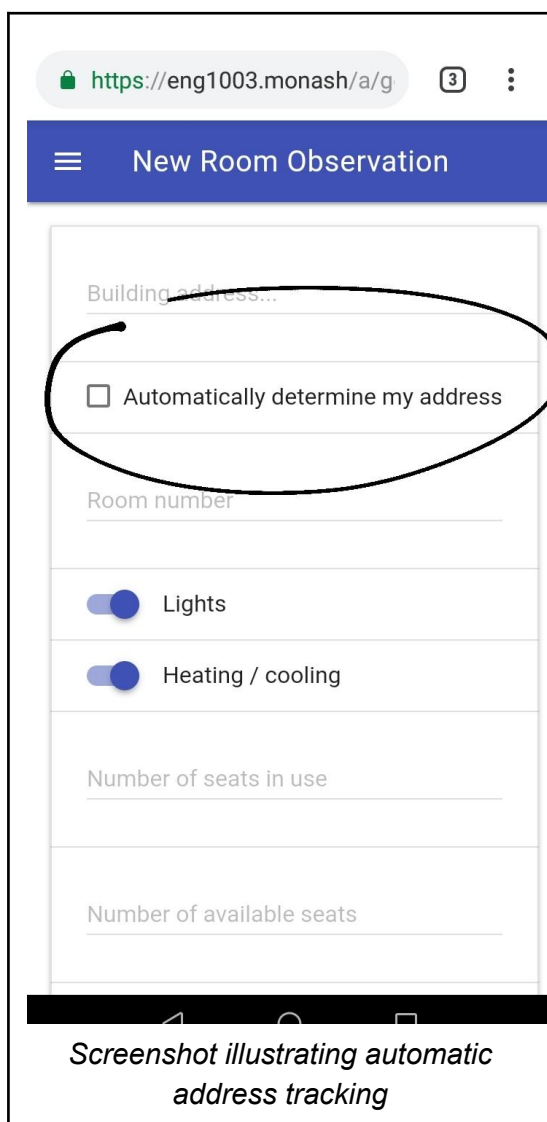 https://eng1003.monash/a/g
3
New Room Observation
Building address...
Automatically determine my address
Room number
Lights
Heating / cooling
Number of seats in use
Number of available seats
Screenshot illustrating automatic
address tracking